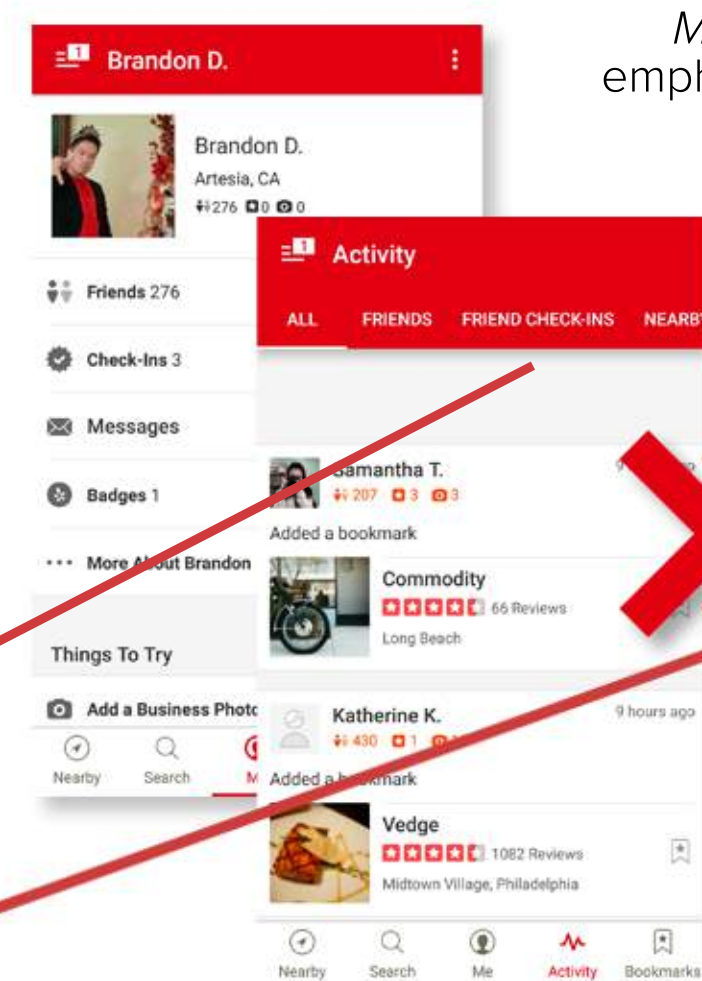 1
Brandon D.
Brandon D.
Artesia, CA
276 0 0
Friends 276
Check-Ins 3
Messages
Badges 1
More About Brandon
Things To Try
Add a Business
Nearby Search
1
Activity
ALL FRIENDS FRIEND CHECK-INS
Samantha T.
207 3 3
Added a bookmark
Commodity
66 Reviews
Long Beach
Katherine K.
9 hours ago
430 1
Added a bookmark
Vedge
1082 Reviews
Midtown Village, Philadelphia
Nearby Search Me Activity Bookmarks